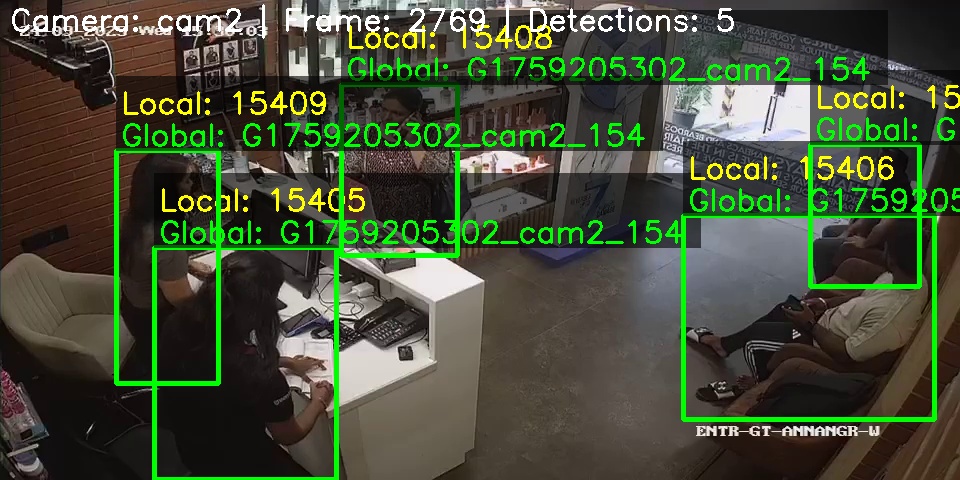 Camera: cam2 | Frame: 2769 | Detections: 5
Local: 15408
Global: G1759205302_cam2_154
Local: 15409
Global: G1759205302_cam2_154
Local: 15
Global: G
Local: 15406
Global: G1759205
Local: 15405
Global: G1759205302_cam2_154
ENTR-GT-ANNANGR-W